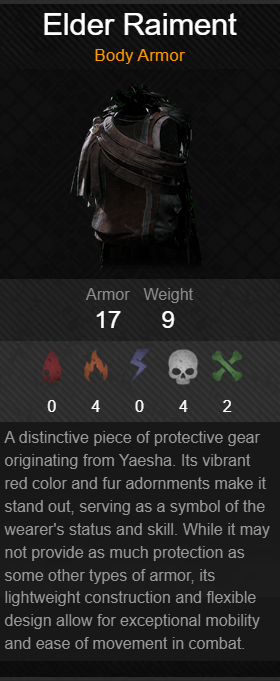 Elder Raiment
Body Armor
Armor Weight
17 9
0 4 0 4 2
A distinctive piece of protective gear
originating from Yaesha. Its vibrant
red color and fur adornments make it
stand out, serving as a symbol of the
wearer's status and skill. While it may
not provide as much protection as
some other types of armor, its
lightweight construction and flexible
design allow for exceptional mobility
and ease of movement in combat.